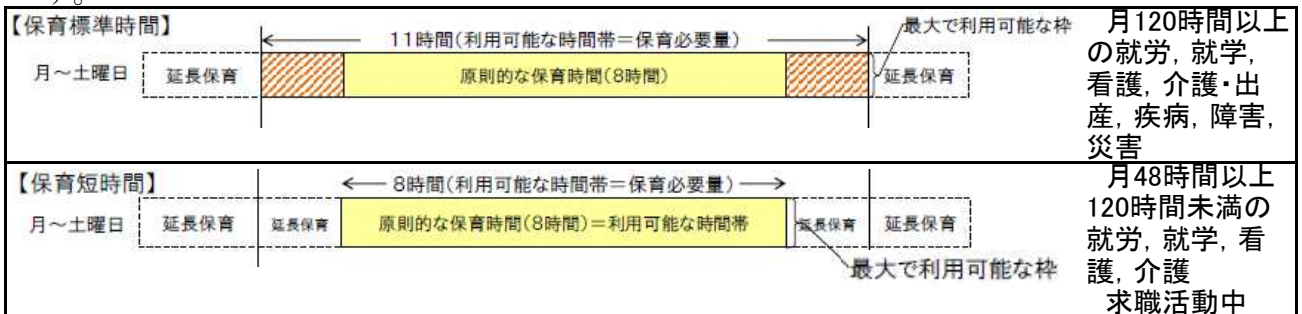 す。
【保育標準時間】
11時間(利用可能な時間帯＝保育必要量)
最大で利用可能な枠
月～土曜日
延長保育
原則的な保育時間(8時間)
延長保育
月120時間以上
の就労，就学，
看護，介護・出
産，疾病，障害，
災害
【保育短時間】
8時間(利用可能な時間帯＝保育必要量)
月～土曜日
延長保育
延長保育
原則的な保育時間(8時間)＝利用可能な時間帯
延長保育
延長保育
最大で利用可能な枠
月48時間以上
120時間未満の
就労，就学，看
護，介護
求職活動中